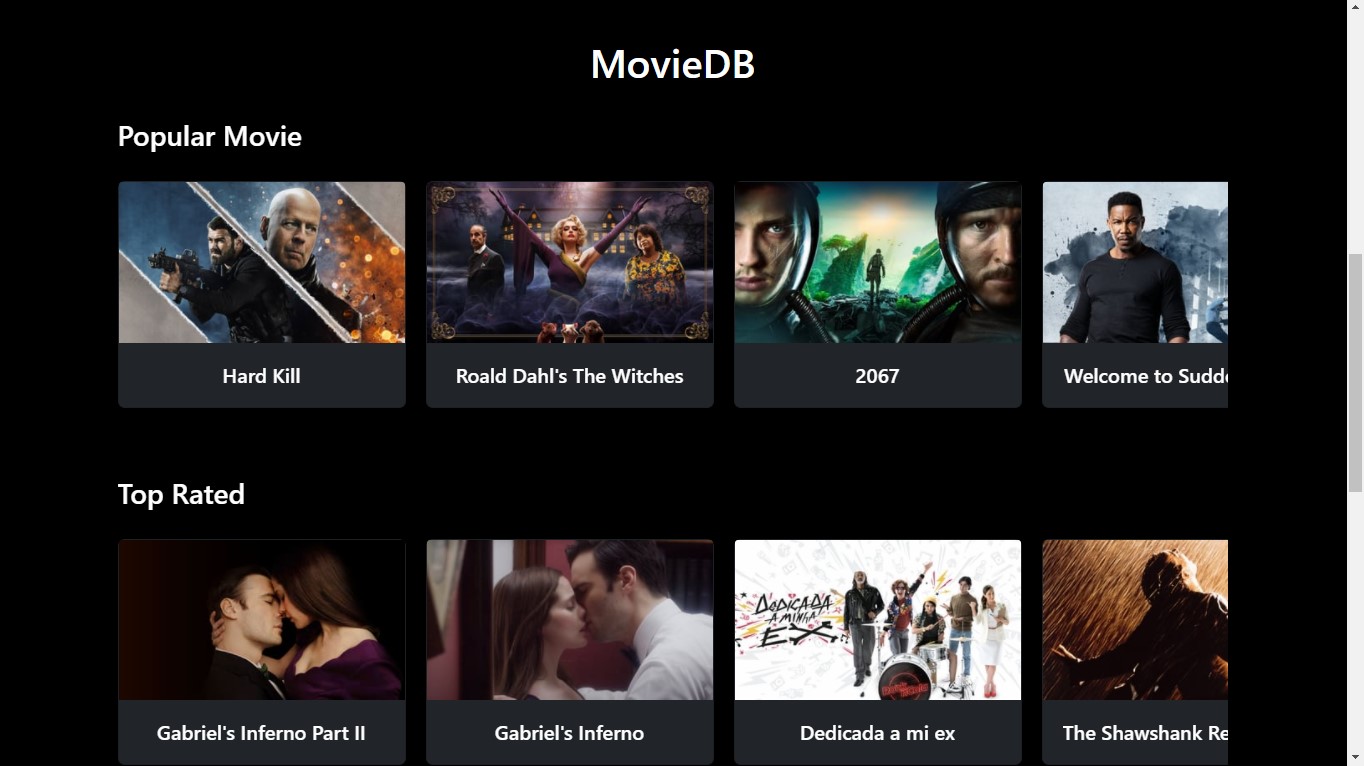 MovieDB
Popular Movie
Hard Kill
Roald Dahl's The Witches
2067
Welcome to Sudde
Top Rated
DEDICADA
A MINHA
EX
Gabriel's Inferno Part II
Gabriel's Inferno
Dedicada a mi ex
The Shawshank Re